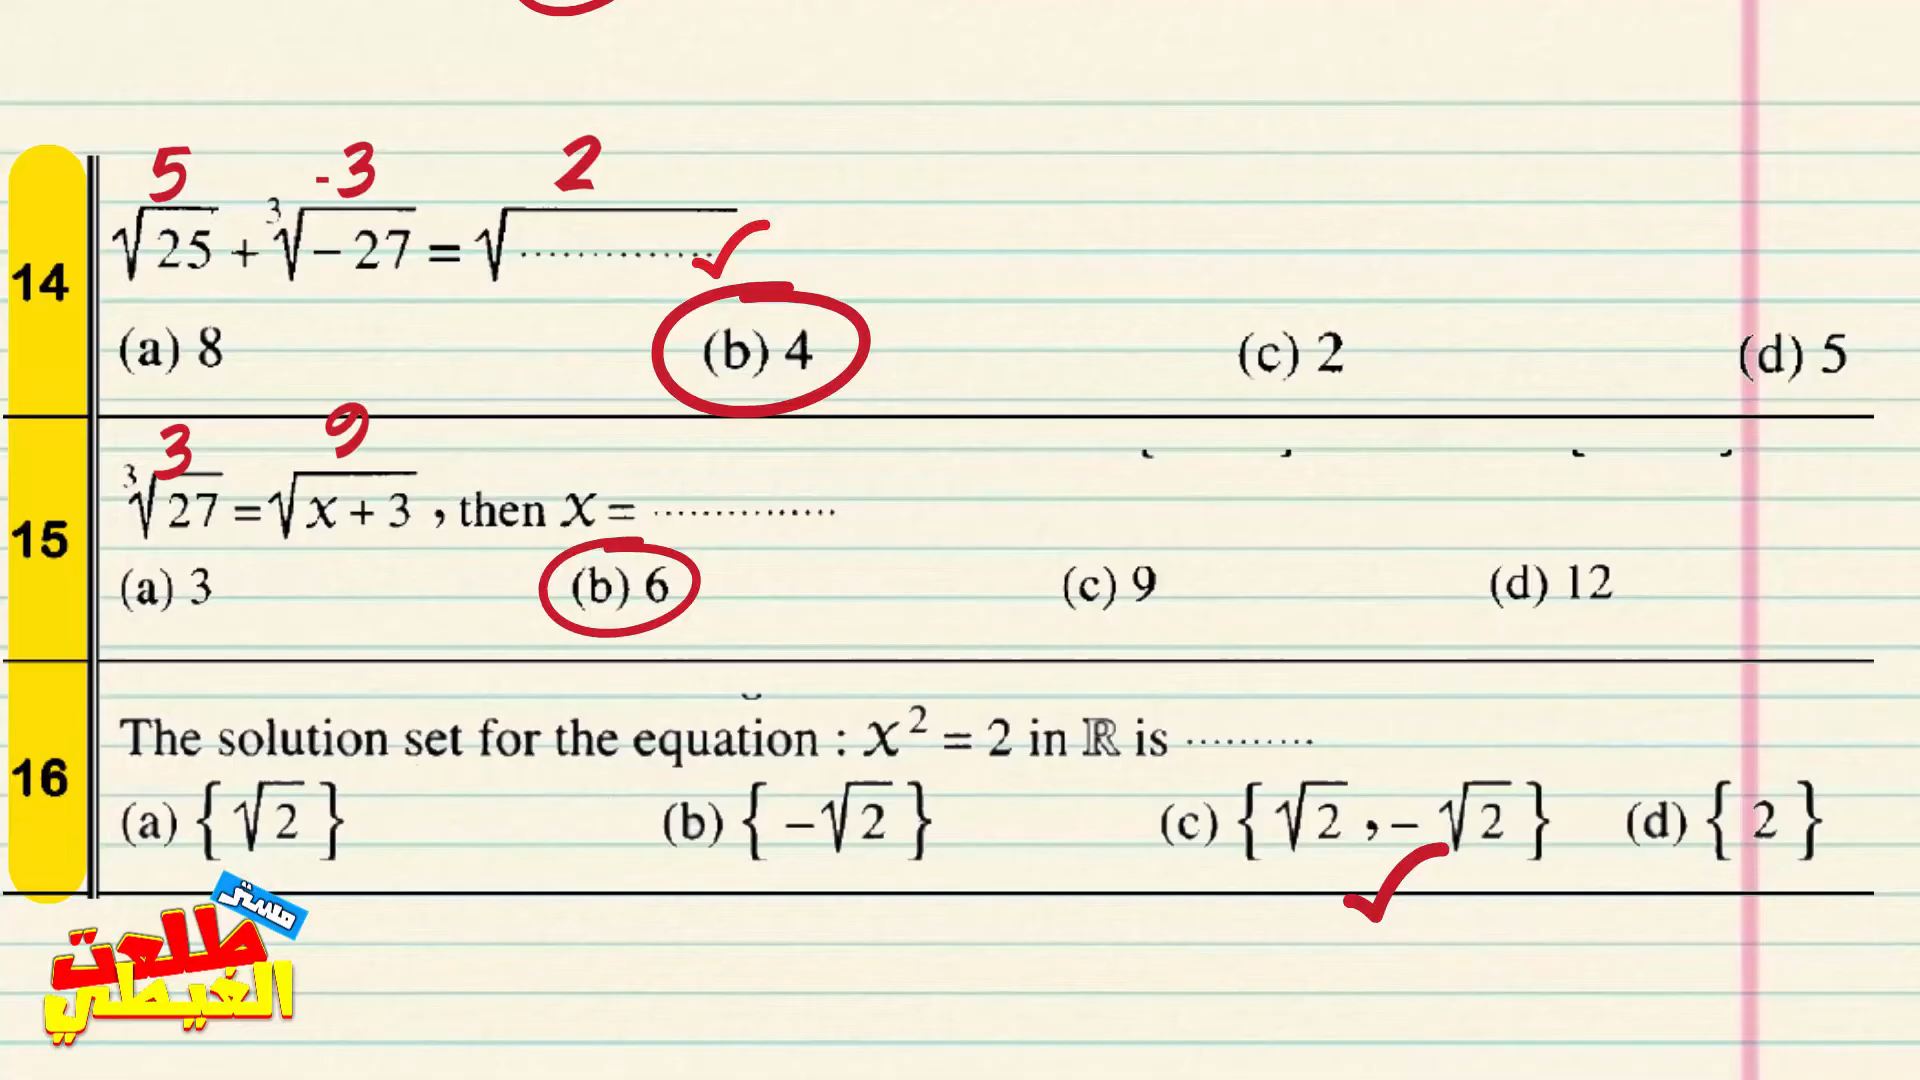 5 -3 2
14 √25 + ³√-27 = √..............
(a) 8 (b) 4 (c) 2 (d) 5
3 9
15 ³√27 = √x + 3 , then x = ...............
(a) 3 (b) 6 (c) 9 (d) 12
16 The solution set for the equation : x² = 2 in ℝ is ..........
(a) { √2 } (b) { -√2 } (c) { √2 , - √2 } (d) { 2 }
مستر
طلعت
الغيطي